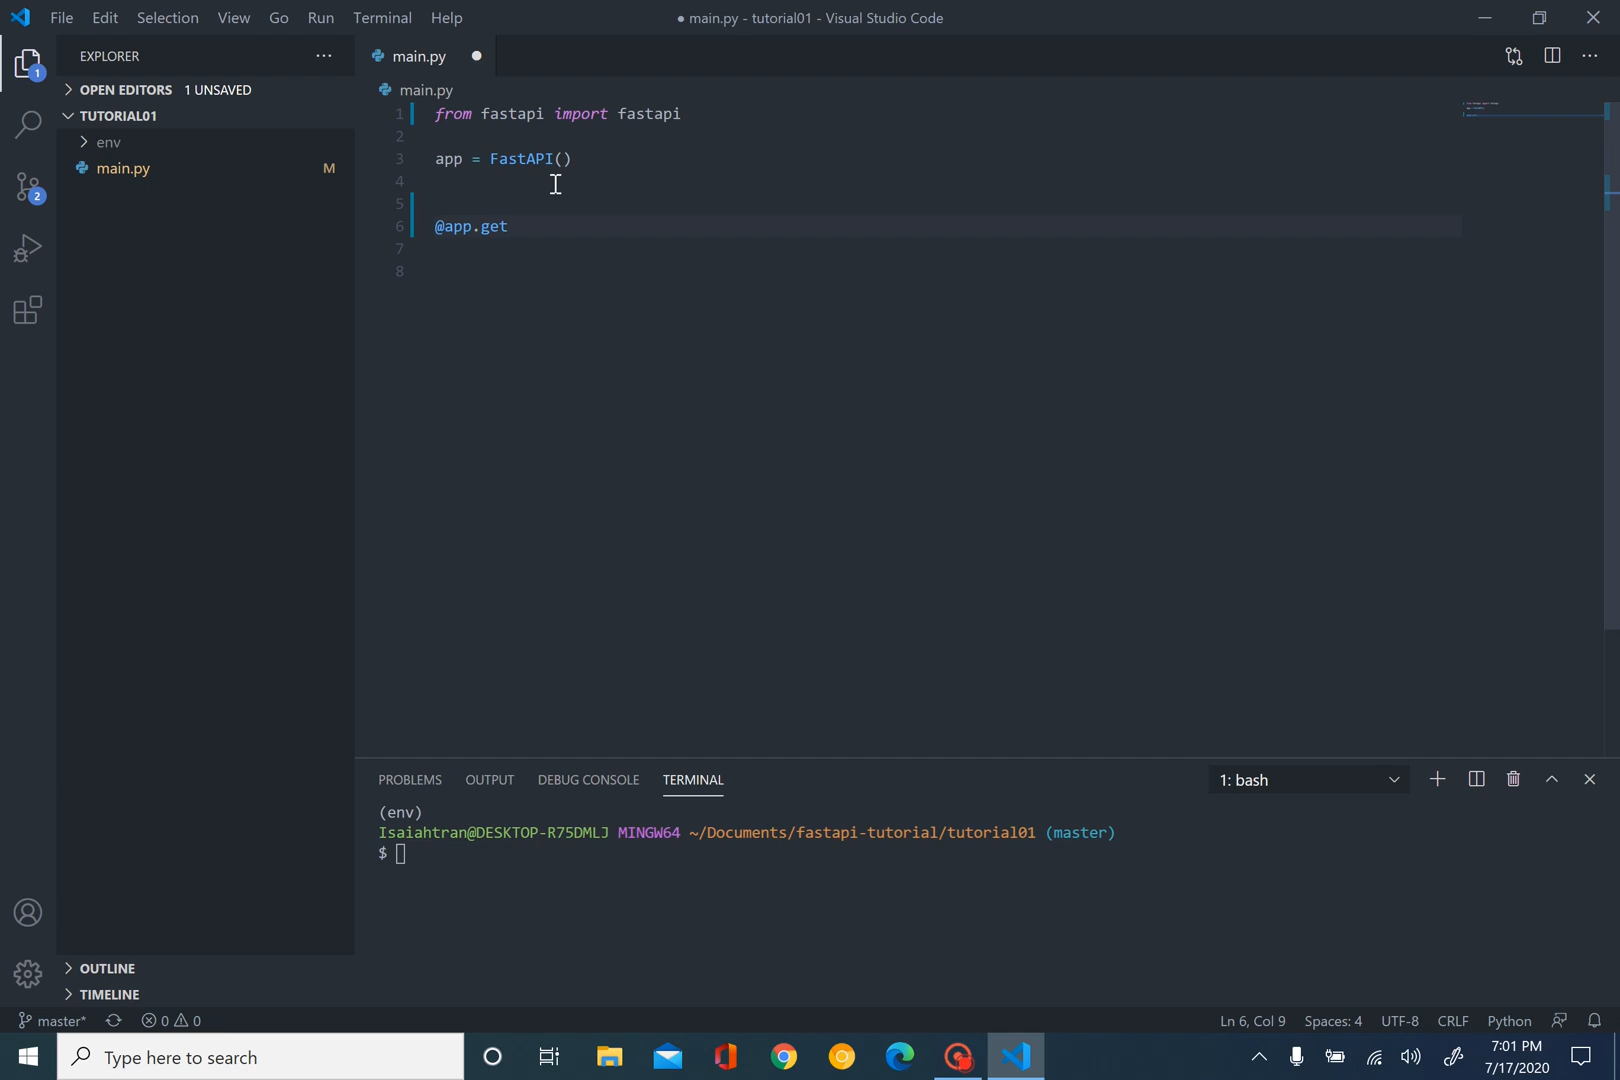 File Edit Selection View Go Run Terminal Help
● main.py - tutorial01 - Visual Studio Code
EXPLORER
main.py
OPEN EDITORS 1 UNSAVED
main.py
TUTORIAL01
env
main.py M
1
2
1 from fastapi import fastapi
2
3 app = FastAPI()
4
5
6 @app.get
7
8
PROBLEMS OUTPUT DEBUG CONSOLE TERMINAL
1: bash
(env)
Isaiahtran@DESKTOP-R75DMLJ MINGW64 ~/Documents/fastapi-tutorial/tutorial01 (master)
$
OUTLINE
TIMELINE
master* 0 0
Ln 6, Col 9 Spaces: 4 UTF-8 CRLF Python
Type here to search
7:01 PM
7/17/2020